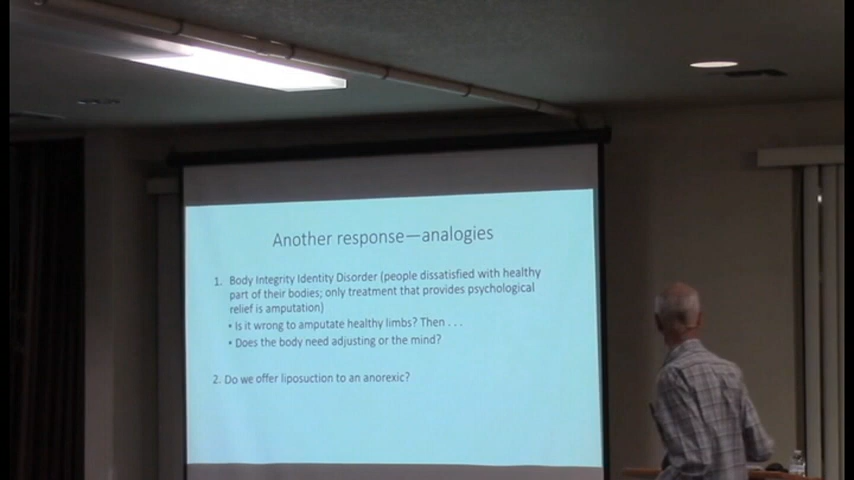 Another response—analogies
1. Body Integrity Identity Disorder (people dissatisfied with healthy
part of their bodies; only treatment that provides psychological
relief is amputation)
• Is it wrong to amputate healthy limbs? Then . . .
• Does the body need adjusting or the mind?
2. Do we offer liposuction to an anorexic?